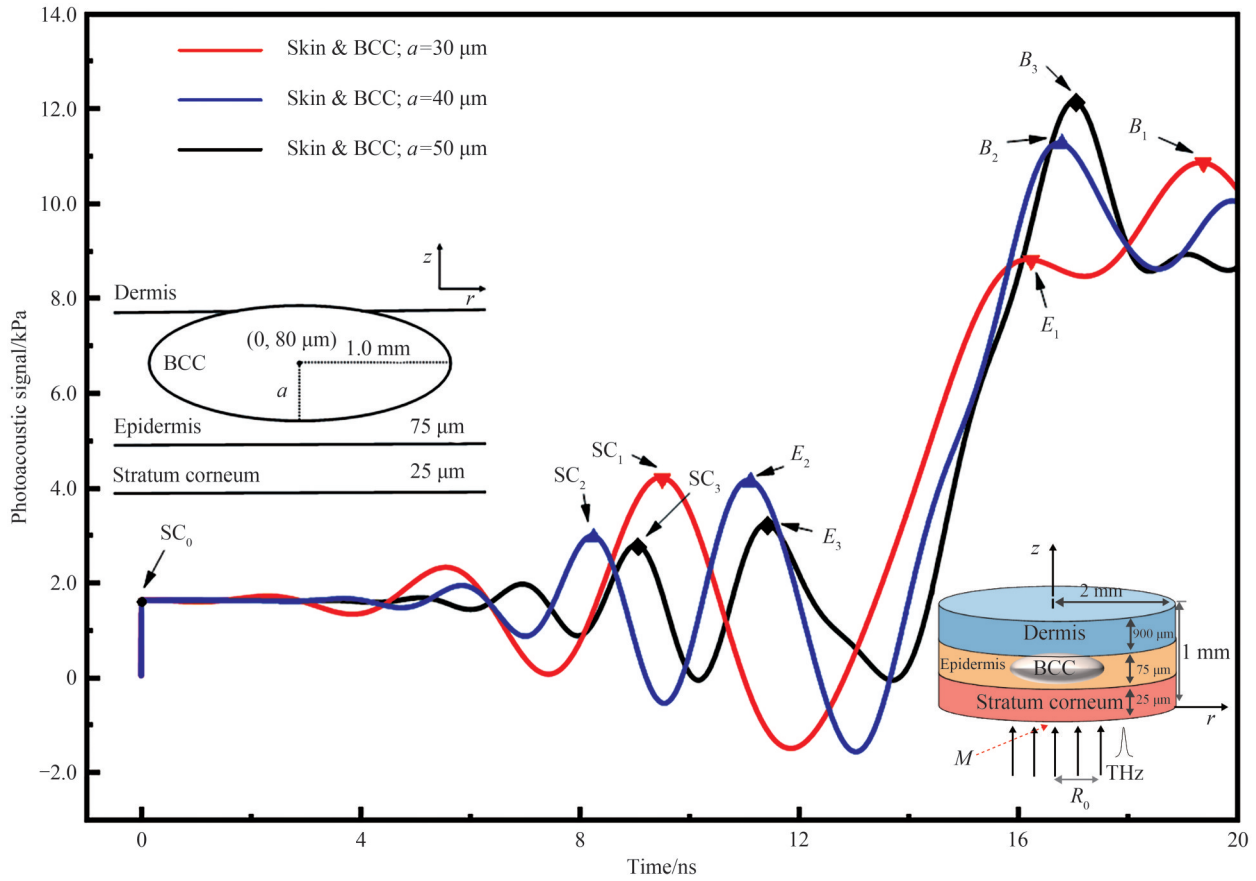 14.0
12.0
10.0
8.0
6.0
4.0
2.0
0
−2.0
Photoacoustic signal/kPa
0
4
8
12
16
20
Time/ns
Skin & BCC; a=30 μm
Skin & BCC; a=40 μm
Skin & BCC; a=50 μm
z
r
Dermis
(0, 80 μm)
1.0 mm
BCC
a
Epidermis 75 μm
Stratum corneum 25 μm
SC₀
SC₁
SC₂
SC₃
E₂
E₃
B₃
B₂
B₁
E₁
z
2 mm
Dermis
900 μm
1 mm
Epidermis
BCC
75 μm
Stratum corneum
25 μm
r
M
THz
R₀